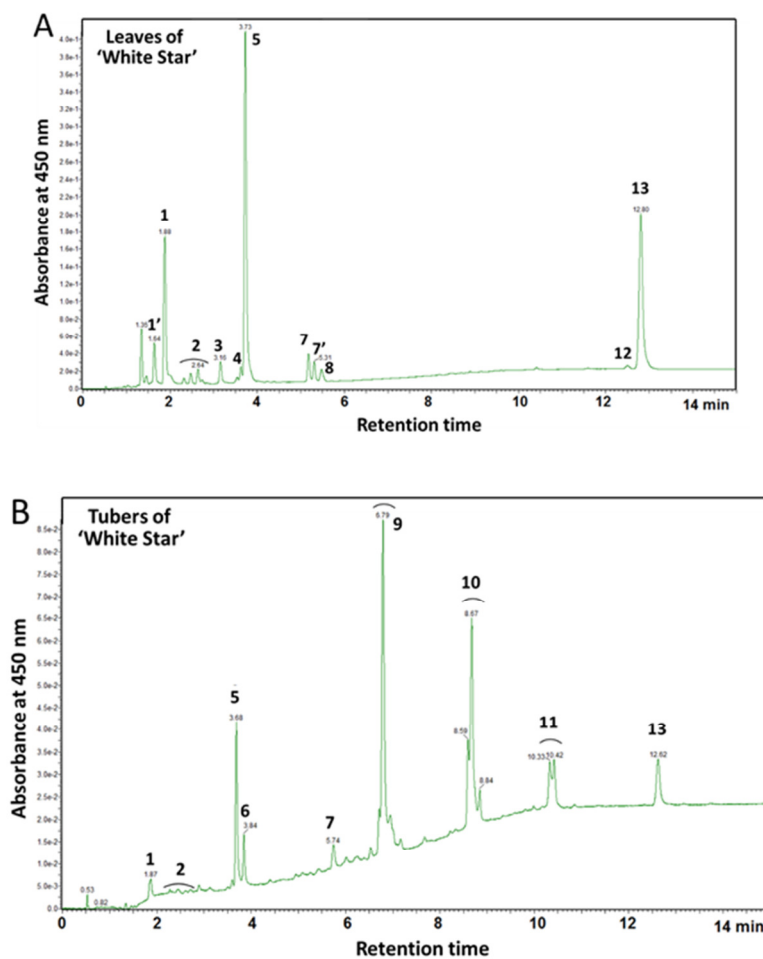 A
Leaves of
'White Star'
Absorbance at 450 nm
4.0e-1
3.8e-1
3.6e-1
3.4e-1
3.2e-1
3.0e-1
2.8e-1
2.6e-1
2.4e-1
2.2e-1
2.0e-1
1.8e-1
1.6e-1
1.4e-1
1.2e-1
1.0e-1
8.0e-2
6.0e-2
4.0e-2
2.0e-2
0.0
1.35
1'
1.64
1
1.88
2
2.64
3
3.16
4
3.73
5
7
7'
5.31
8
12
13
12.80
0 2 4 6 8 10 12 14 min
Retention time
B
Tubers of
'White Star'
Absorbance at 450 nm
8.5e-2
8.0e-2
7.5e-2
7.0e-2
6.5e-2
6.0e-2
5.5e-2
5.0e-2
4.5e-2
4.0e-2
3.5e-2
3.0e-2
2.5e-2
2.0e-2
1.5e-2
1.0e-2
5.0e-3
0.0
0.53
0.82
1
1.87
2
5
3.68
6
3.84
7
5.74
6.79
9
10
8.59
8.67
8.84
11
10.33 10.42
13
12.62
0 2 4 6 8 10 12 14 min
Retention time